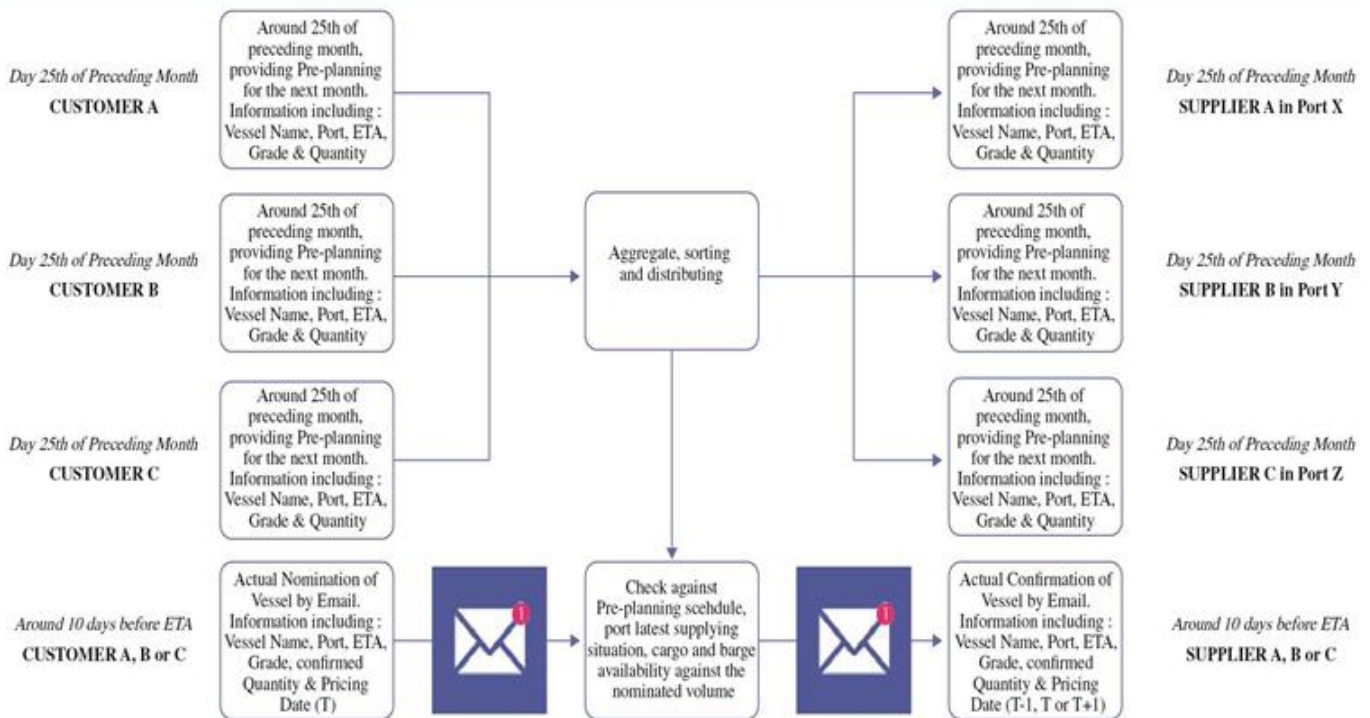 Day 25th of Preceding Month
CUSTOMER A
Around 25th of
preceding month,
providing Pre-planning
for the next month.
Information including :
Vessel Name, Port, ETA,
Grade & Quantity
Around 25th of
preceding month,
providing Pre-planning
for the next month.
Information including :
Vessel Name, Port, ETA,
Grade & Quantity
Day 25th of Preceding Month
SUPPLIER A in Port X
Day 25th of Preceding Month
CUSTOMER B
Around 25th of
preceding month,
providing Pre-planning
for the next month.
Information including :
Vessel Name, Port, ETA,
Grade & Quantity
Aggregate, sorting
and distributing
Around 25th of
preceding month,
providing Pre-planning
for the next month.
Information including :
Vessel Name, Port, ETA,
Grade & Quantity
Day 25th of Preceding Month
SUPPLIER B in Port Y
Day 25th of Preceding Month
CUSTOMER C
Around 25th of
preceding month,
providing Pre-planning
for the next month.
Information including :
Vessel Name, Port, ETA,
Grade & Quantity
Around 25th of
preceding month,
providing Pre-planning
for the next month.
Information including :
Vessel Name, Port, ETA,
Grade & Quantity
Day 25th of Preceding Month
SUPPLIER C in Port Z
Around 10 days before ETA
CUSTOMER A, B or C
Actual Nomination of
Vessel by Email.
Information including :
Vessel Name, Port, ETA,
Grade, confirmed
Quantity & Pricing
Date (T)
1
Check against
Pre-planning scehdule,
port latest supplying
situation, cargo and barge
availability against the
nominated volume
1
Actual Confirmation of
Vessel by Email.
Information including :
Vessel Name, Port, ETA,
Grade, confirmed
Quantity & Pricing
Date (T-1, T or T+1)
Around 10 days before ETA
SUPPLIER A, B or C